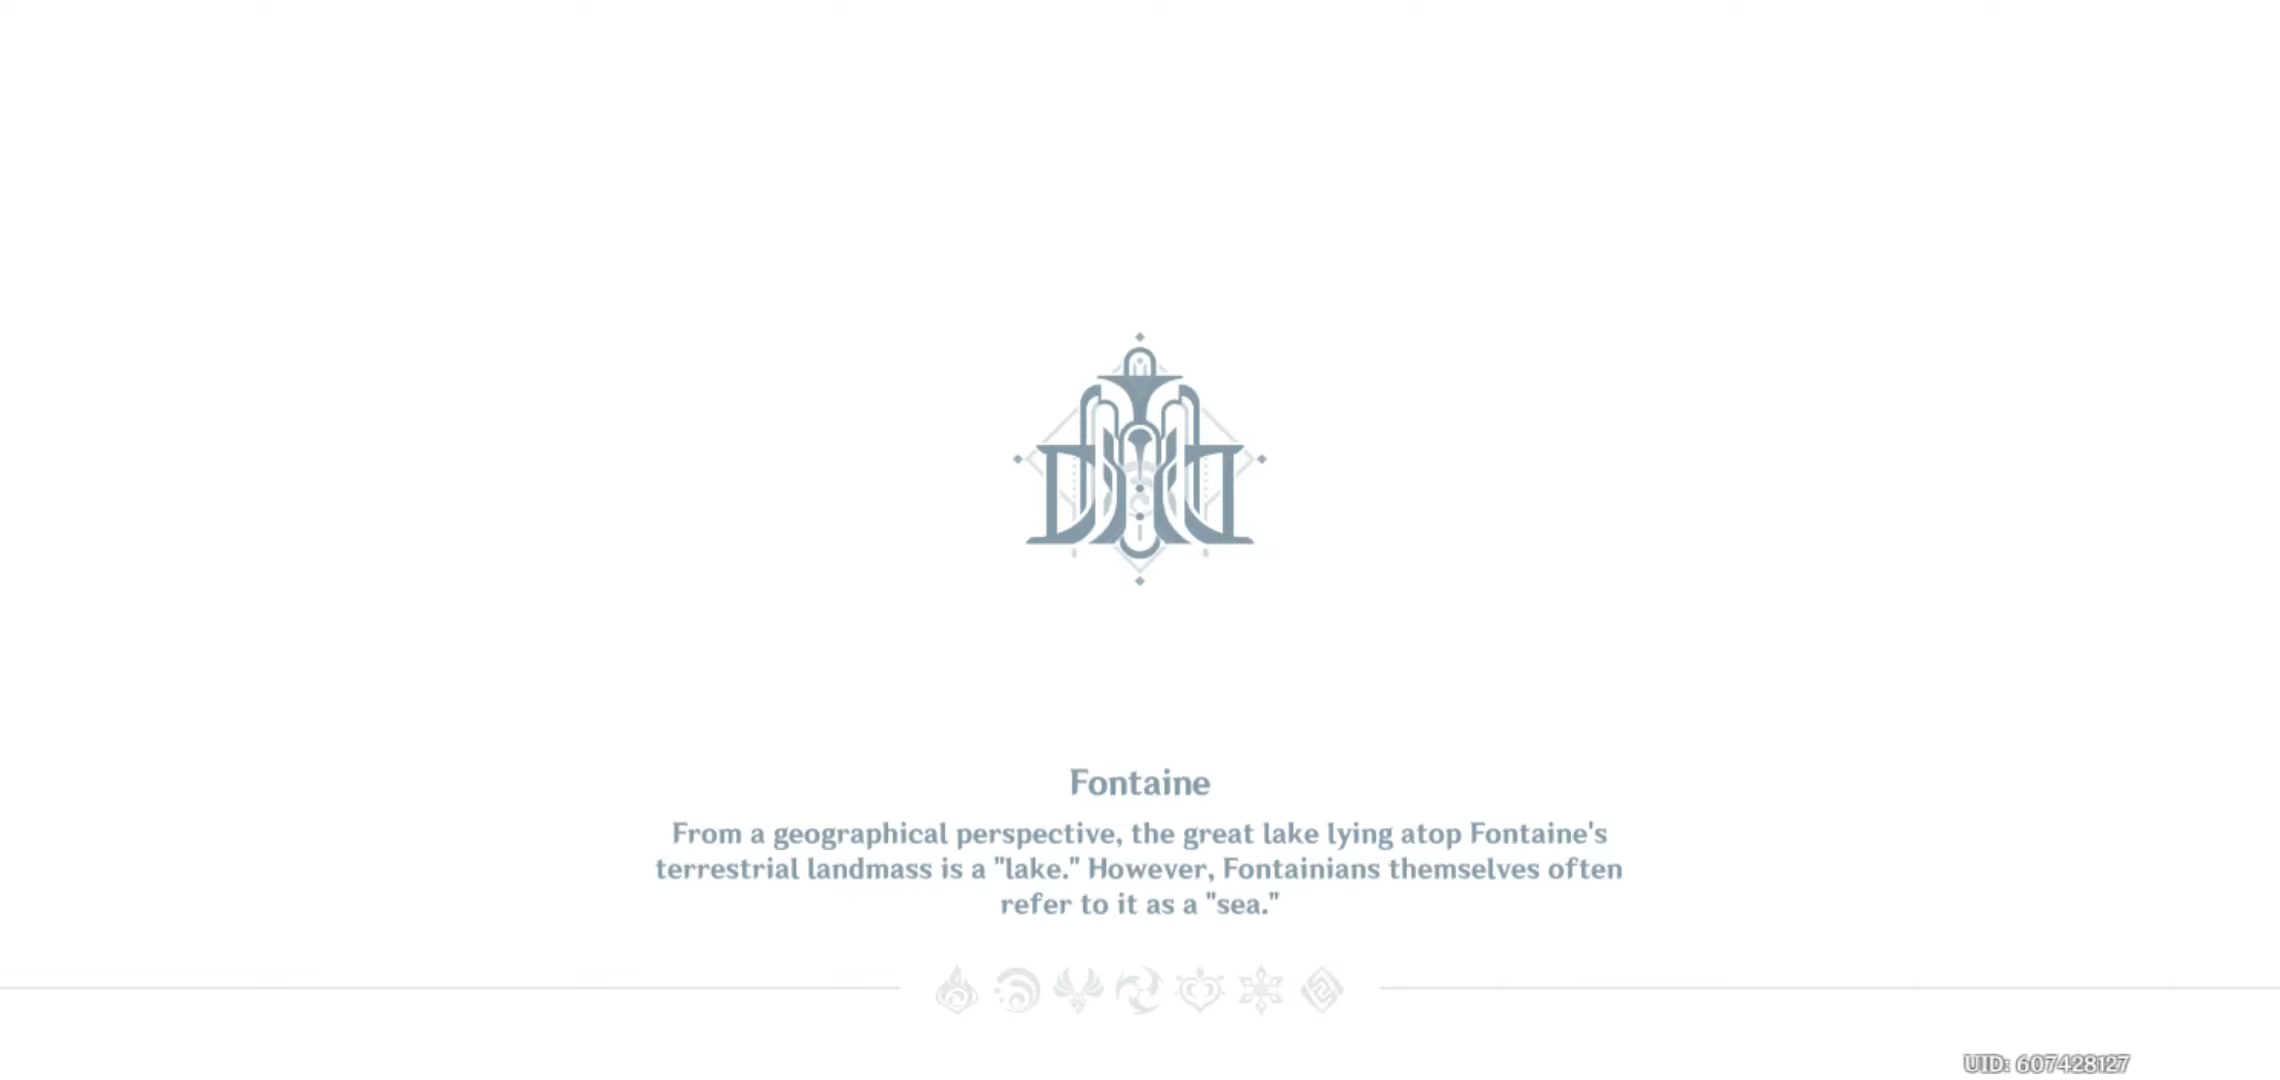 Fontaine
From a geographical perspective, the great lake lying atop Fontaine's
terrestrial landmass is a "lake." However, Fontainians themselves often
refer to it as a "sea."
UID: 607428127